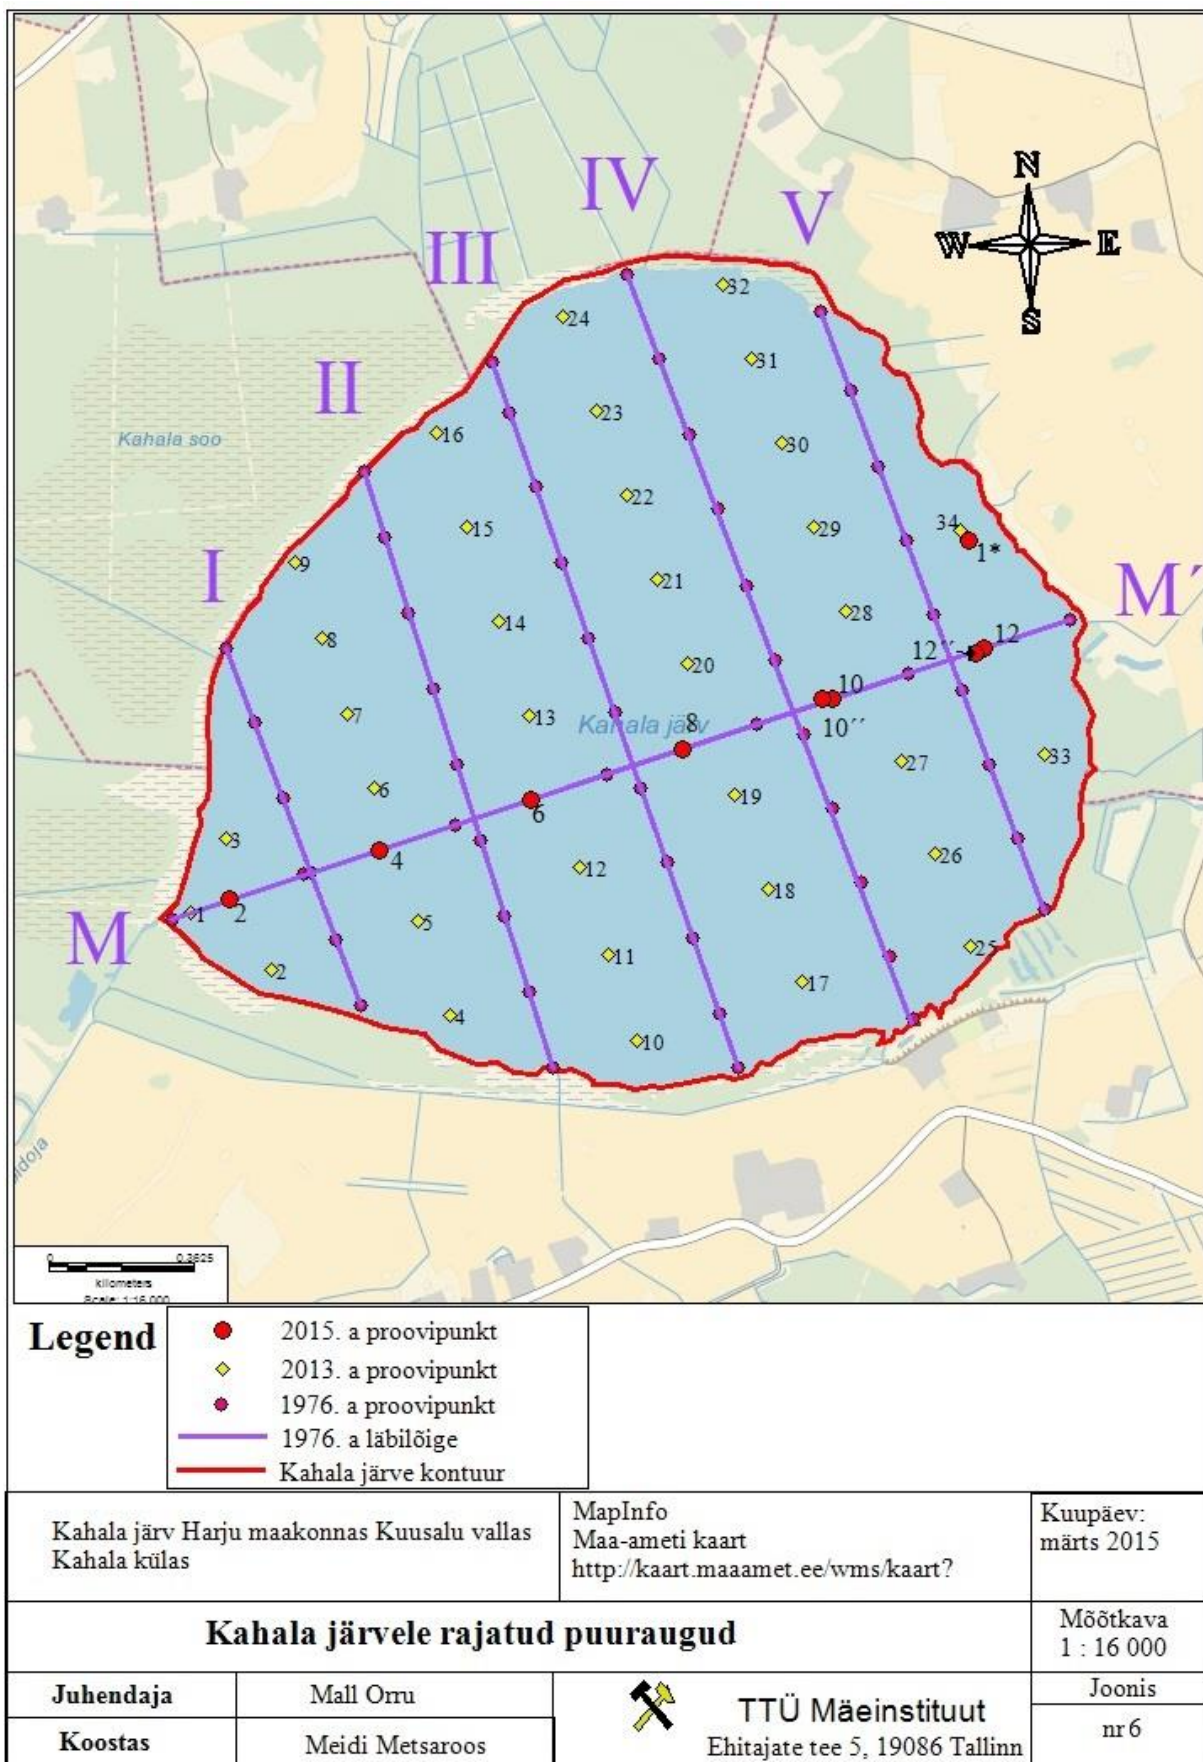 IV
V
III
N
W
E
S
32
24
31
II
23
16
30
Kahala soo
22
15
29
34
1*
I
9
21
M´
28
14
8
12
12´´
20
7
13
10
Kahala järv
8
10´´
33
27
6
19
6
3
4
26
12
18
1
2
5
M
25
11
2
17
4
10
0
0.3625
kilometers
Scale: 1:16 000
Legend
2015. a proovipunkt
2013. a proovipunkt
1976. a proovipunkt
1976. a läbilõige
Kahala järve kontuur
Kahala järv Harju maakonnas Kuusalu vallas
Kahala külas
MapInfo
Maa-ameti kaart
http://kaart.maaamet.ee/wms/kaart?
Kuupäev:
märts 2015
Kahala järvele rajatud puuraugud
Mõõtkava
1 : 16 000
Juhendaja
Mall Orru
Koostas
Meidi Metsaroos
TTÜ Mäeinstituut
Ehitajate tee 5, 19086 Tallinn
Joonis
nr 6